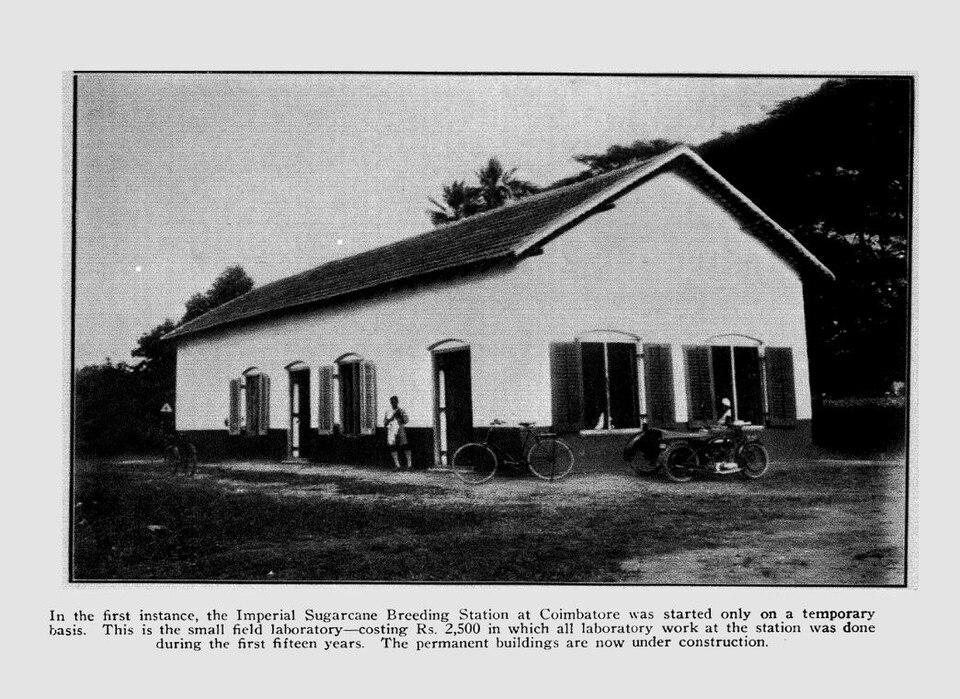 In the first instance, the Imperial Sugarcane Breeding Station at Coimbatore was started only on a temporary
basis. This is the small field laboratory—costing Rs. 2,500 in which all laboratory work at the station was done
during the first fifteen years. The permanent buildings are now under construction.